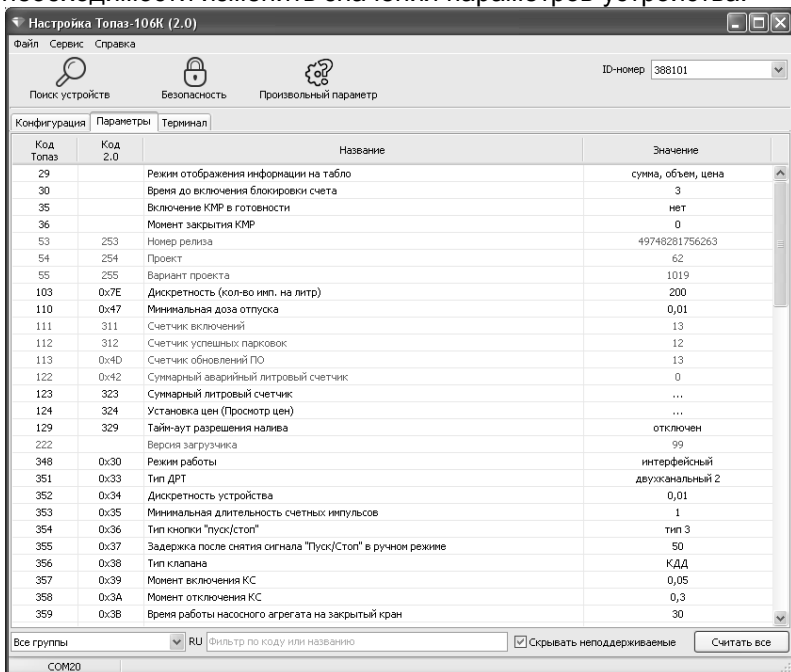 необходимости изменить значения параметров устройства.
Настройка Топаз-106К (2.0)
Файл Сервис Справка
Поиск устройств Безопасность Произвольный параметр ID-номер 388101
Конфигурация Параметры Терминал
Код Топаз Код 2.0 Название Значение
29 Режим отображения информации на табло сумма, объем, цена
30 Время до включения блокировки счета 3
35 Включение КМР в готовности нет
36 Момент закрытия КМР 0
53 253 Номер релиза 49748281756263
54 254 Проект 62
55 255 Вариант проекта 1019
103 0x7E Дискретность (кол-во имп. на литр) 200
110 0x47 Минимальная доза отпуска 0,01
111 311 Счетчик включений 13
112 312 Счетчик успешных парковок 12
113 0x4D Счетчик обновлений ПО 13
122 0x42 Суммарный аварийный литровый счетчик 0
123 323 Суммарный литровый счетчик ...
124 324 Установка цен (Просмотр цен) ...
129 329 Тайм-аут разрешения налива отключен
222 Версия загрузчика 99
348 0x30 Режим работы интерфейсный
351 0x33 Тип ДРТ двухканальный 2
352 0x34 Дискретность устройства 0,01
353 0x35 Минимальная длительность счетных импульсов 1
354 0x36 Тип кнопки "пуск/стоп" тип 3
355 0x37 Задержка после снятия сигнала "Пуск/Стоп" в ручном режиме 50
356 0x38 Тип клапана КДД
357 0x39 Момент включения КС 0,05
358 0x3A Момент отключения КС 0,3
359 0x3B Время работы насосного агрегата на закрытый кран 30
Все группы RU Фильтр по коду или названию Скрывать неподдерживаемые Считать все
COM20